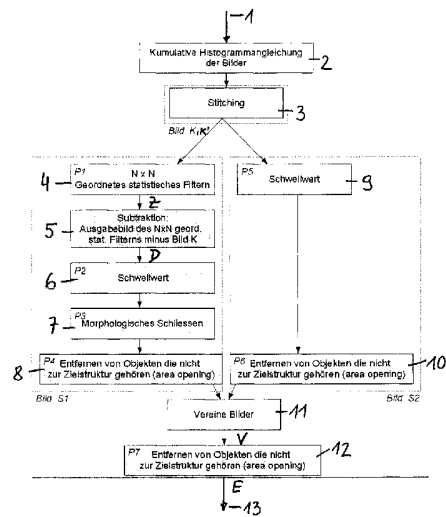 1
Kumulative Histogrammangleichung
der Bilder
2
Stitching
3
Bild K, K'
P1
N x N
Geordnetes statistisches Filtern
4
P5
Schwellwert
9
Z
Subtraktion:
Ausgabebild des NxN geord.
stat. Filterns minus Bild K
5
D
P2
Schwellwert
6
P3
Morphologisches Schliessen
7
P4 Entfernen von Objekten die nicht
zur Zielstruktur gehören (area opening)
8
P6 Entfernen von Objekten die nicht
zur Zielstruktur gehören (area opening)
10
Bild S1
Bild S2
Vereine Bilder
11
V
P7 Entfernen von Objekten die nicht
zur Zielstruktur gehören (area opening)
12
E
13